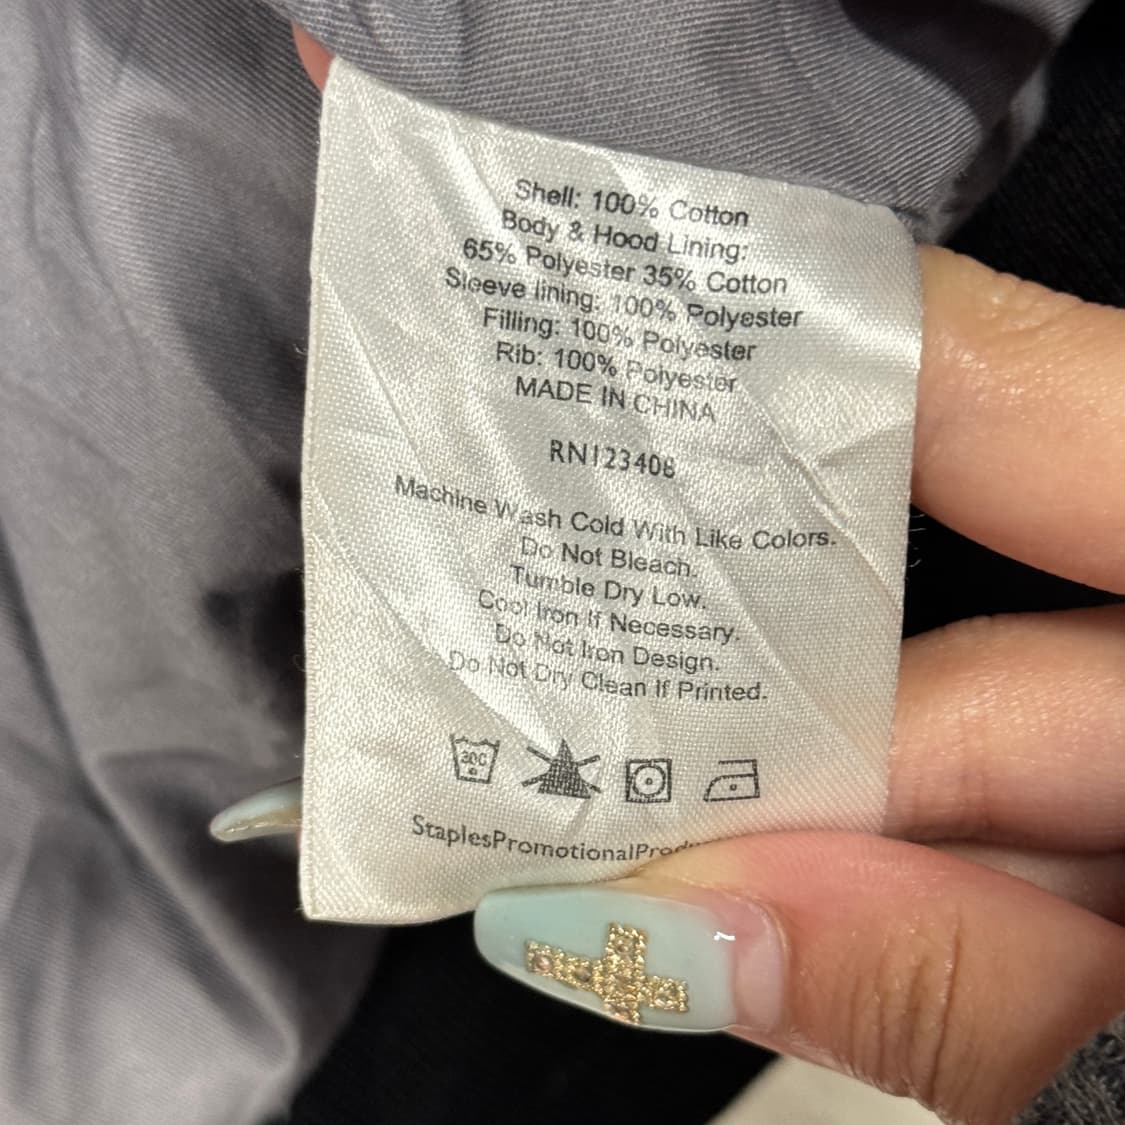 Shell: 100% Cotton
Body & Hood Lining:
65% Polyester 35% Cotton
Sleeve lining: 100% Polyester
Filling: 100% Polyester
Rib: 100% Polyester
MADE IN CHINA
RN123408
Machine Wash Cold With Like Colors.
Do Not Bleach.
Tumble Dry Low.
Cool Iron If Necessary.
Do Not Iron Design.
Do Not Dry Clean If Printed.
30C